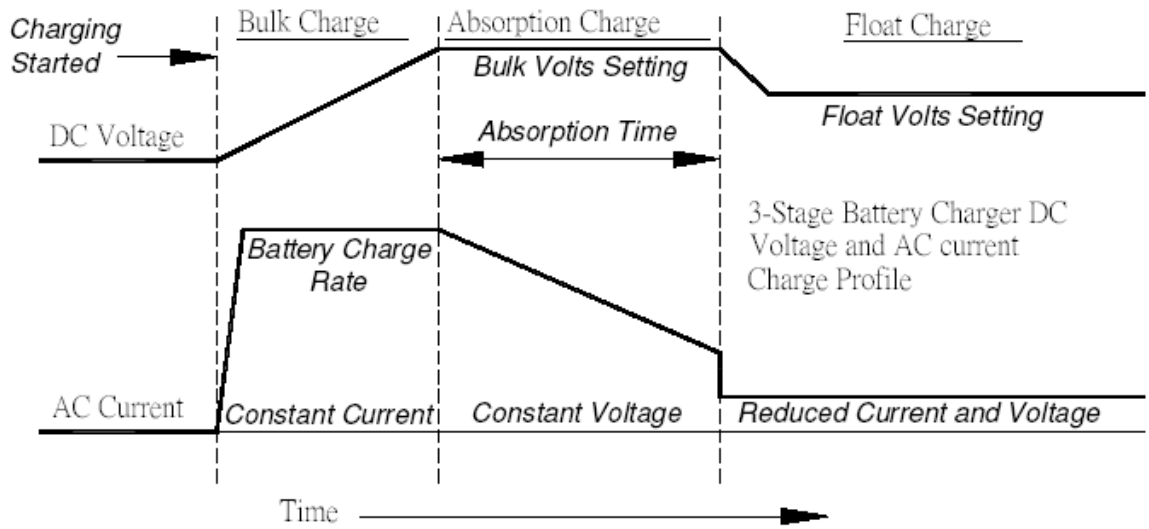 Charging
Started
Bulk Charge
Absorption Charge
Float Charge
Bulk Volts Setting
DC Voltage
Absorption Time
Float Volts Setting
3-Stage Battery Charger DC
Voltage and AC current
Charge Profile
Battery Charge
Rate
AC Current
Constant Current
Constant Voltage
Reduced Current and Voltage
Time